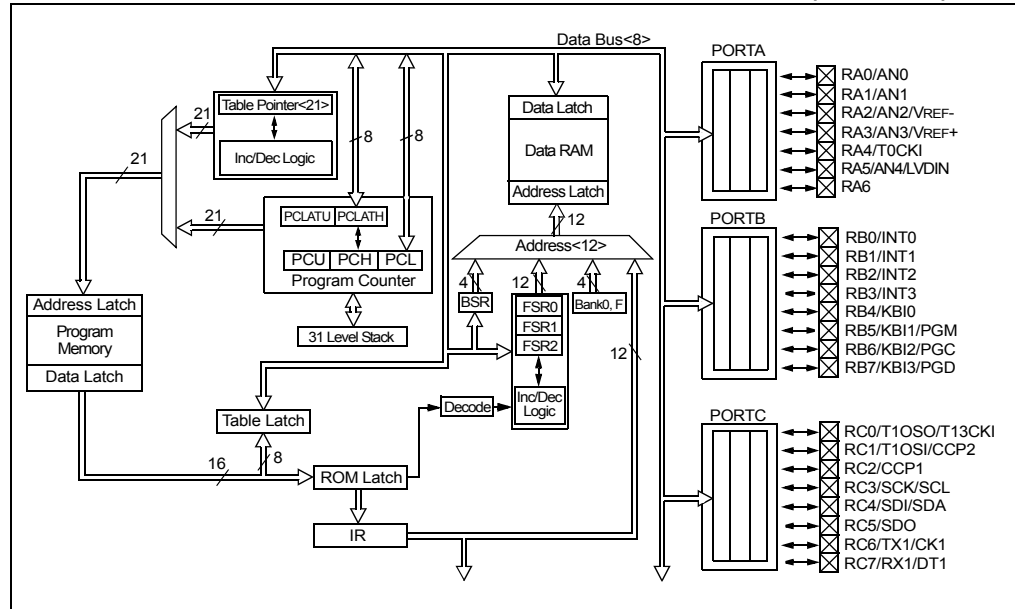 Data Bus<8>
PORTA
RA0/AN0
RA1/AN1
RA2/AN2/VREF-
RA3/AN3/VREF+
RA4/T0CKI
RA5/AN4/LVDIN
RA6
Table Pointer<21>
Inc/Dec Logic
21
21
21
8
8
Data Latch
Data RAM
Address Latch
12
Address<12>
PCLATU PCLATH
PCU PCH PCL
Program Counter
31 Level Stack
4
12
4
BSR
FSR0
FSR1
FSR2
Bank0, F
12
Inc/Dec
Logic
PORTB
RB0/INT0
RB1/INT1
RB2/INT2
RB3/INT3
RB4/KBI0
RB5/KBI1/PGM
RB6/KBI2/PGC
RB7/KBI3/PGD
Address Latch
Program
Memory
Data Latch
Table Latch
Decode
16
8
ROM Latch
IR
PORTC
RC0/T1OSO/T13CKI
RC1/T1OSI/CCP2
RC2/CCP1
RC3/SCK/SCL
RC4/SDI/SDA
RC5/SDO
RC6/TX1/CK1
RC7/RX1/DT1